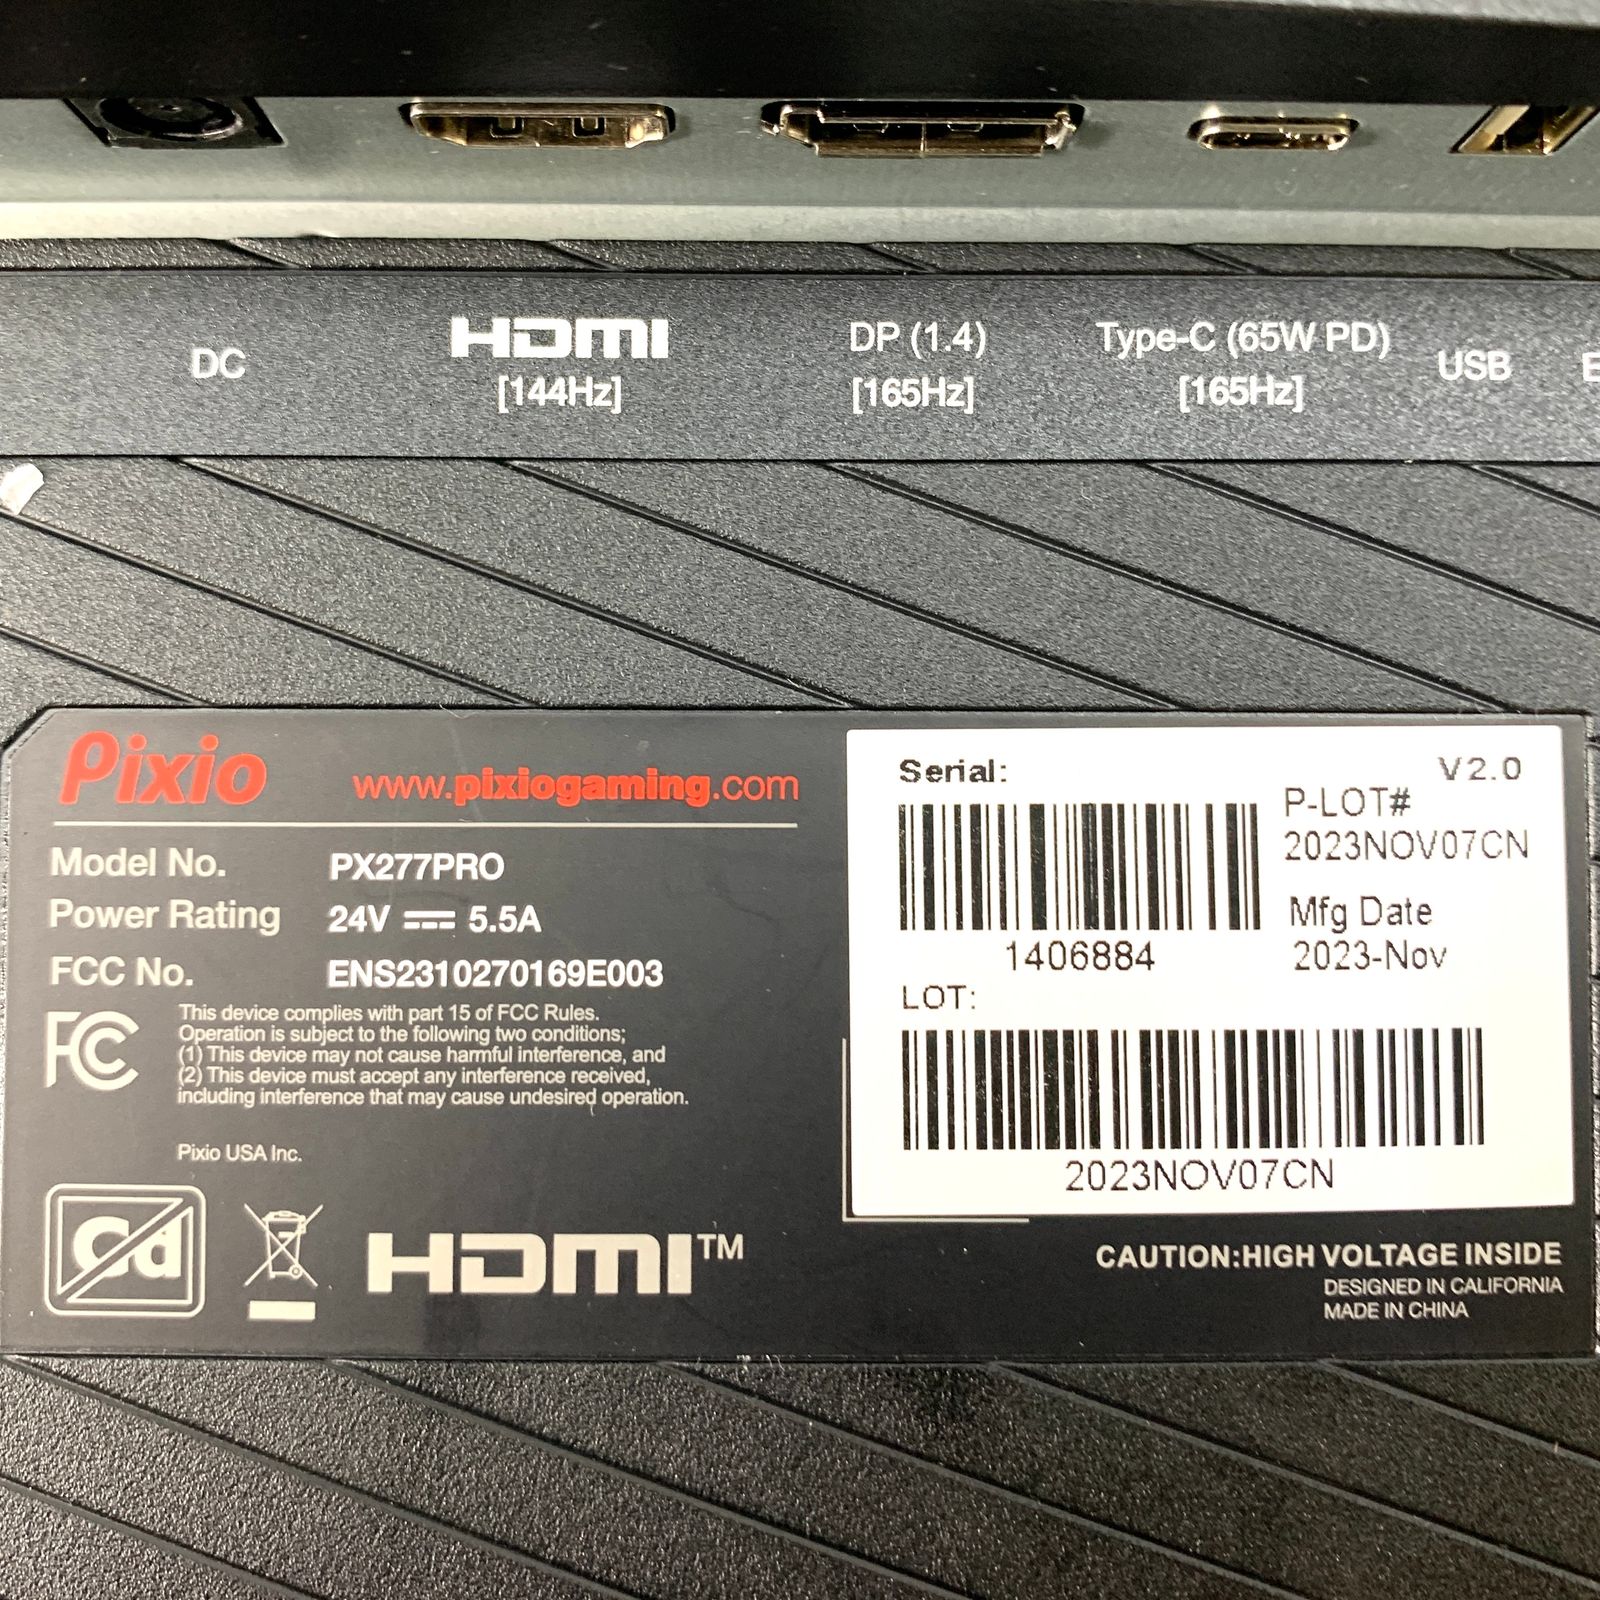 DC
HDMI
[144Hz]
DP (1.4)
[165Hz]
Type-C (65W PD)
[165Hz]
USB
Pixio
www.pixiogaming.com
Model No. PX277PRO
Power Rating 24V ⎓ 5.5A
FCC No. ENS2310270169E003
FC
This device complies with part 15 of FCC Rules.
Operation is subject to the following two conditions;
(1) This device may not cause harmful interference, and
(2) This device must accept any interference received,
including interference that may cause undesired operation.
Pixio USA Inc.
Cd
HDMI™
Serial:
V2.0
P-LOT#
2023NOV07CN
Mfg Date
2023-Nov
1406884
LOT:
2023NOV07CN
CAUTION:HIGH VOLTAGE INSIDE
DESIGNED IN CALIFORNIA
MADE IN CHINA